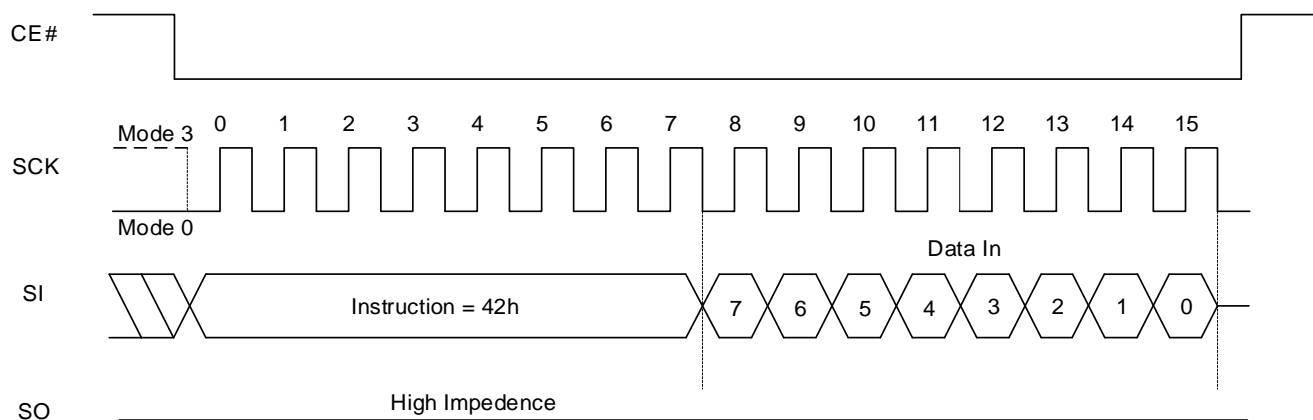 CE#
0 1 2 3 4 5 6 7 8 9 10 11 12 13 14 15
Mode 3
SCK
Mode 0
Data In
SI
Instruction = 42h 7 6 5 4 3 2 1 0
High Impedence
SO